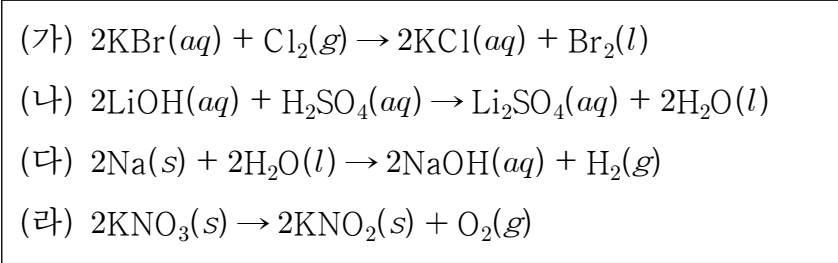 (가) 2KBr(aq) + Cl₂(g) → 2KCl(aq) + Br₂(l)
(나) 2LiOH(aq) + H₂SO₄(aq) → Li₂SO₄(aq) + 2H₂O(l)
(다) 2Na(s) + 2H₂O(l) → 2NaOH(aq) + H₂(g)
(라) 2KNO₃(s) → 2KNO₂(s) + O₂(g)